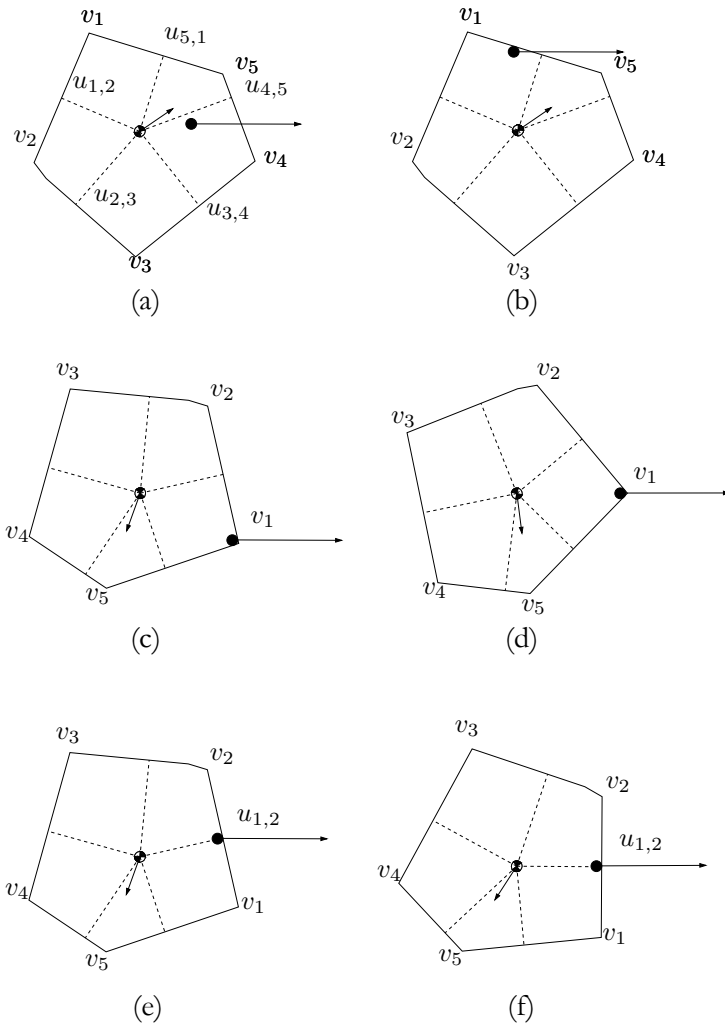 v₁
u₅,₁
v₅
u₁,₂
u₄,₅
v₂
v₄
u₂,₃
u₃,₄
v₃
(a)
v₁
v₅
v₂
v₄
v₃
(b)
v₃
v₂
v₁
v₄
v₅
(c)
v₂
v₃
v₁
v₄
v₅
(d)
v₃
v₂
u₁,₂
v₄
v₁
v₅
(e)
v₃
v₂
u₁,₂
v₄
v₁
v₅
(f)